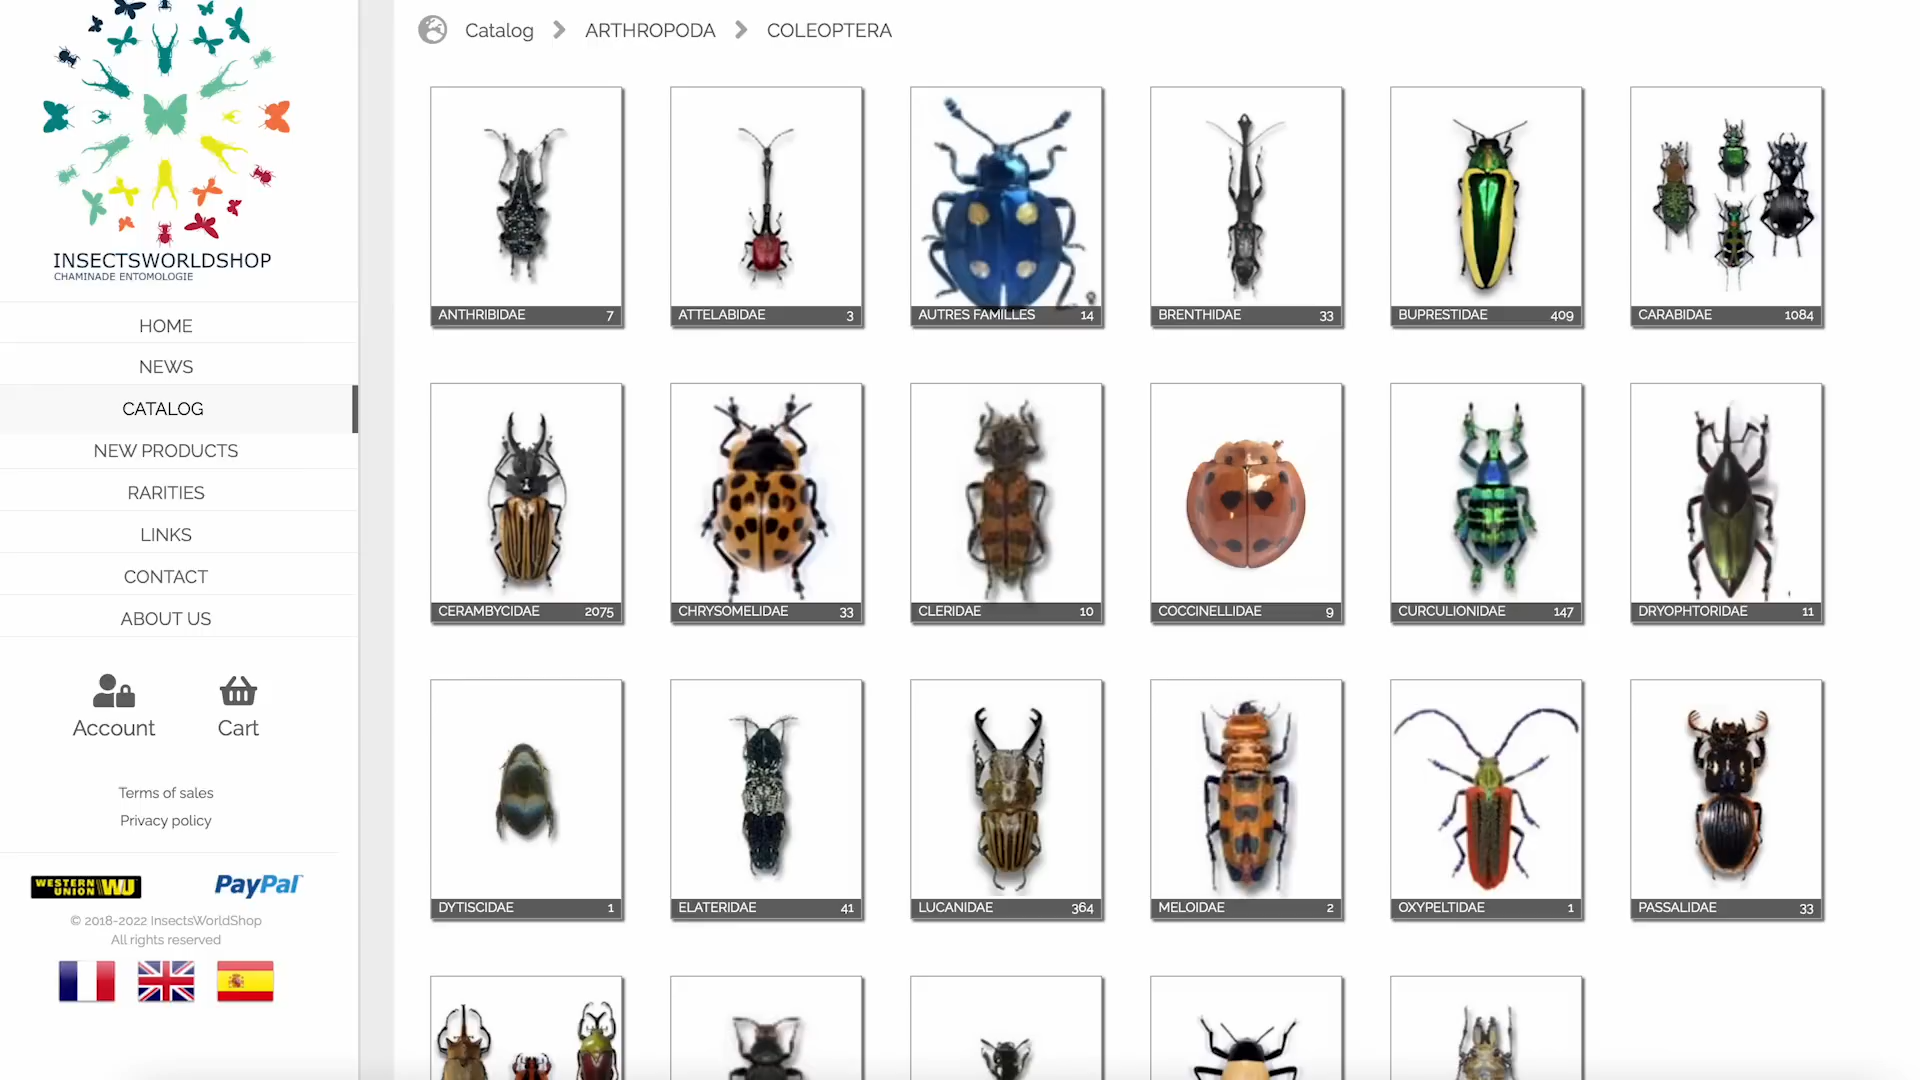 INSECTSWORLDSHOP
CHAMINADE ENTOMOLOGIE
HOME
NEWS
CATALOG
NEW PRODUCTS
RARITIES
LINKS
CONTACT
ABOUT US
Account Cart
Terms of sales
Privacy policy
WESTERN UNION WU PayPal
© 2018-2022 InsectsWorldShop
All rights reserved
Catalog ARTHROPODA COLEOPTERA
ANTHRIBIDAE 7 ATTELABIDAE 3 AUTRES FAMILLES 14 BRENTHIDAE 33 BUPRESTIDAE 409 CARABIDAE 1084
CERAMBYCIDAE 2075 CHRYSOMELIDAE 33 CLERIDAE 10 COCCINELLIDAE 9 CURCULIONIDAE 147 DRYOPHTORIDAE 11
DYTISCIDAE 1 ELATERIDAE 41 LUCANIDAE 364 MELOIDAE 2 OXYPELTIDAE 1 PASSALIDAE 33